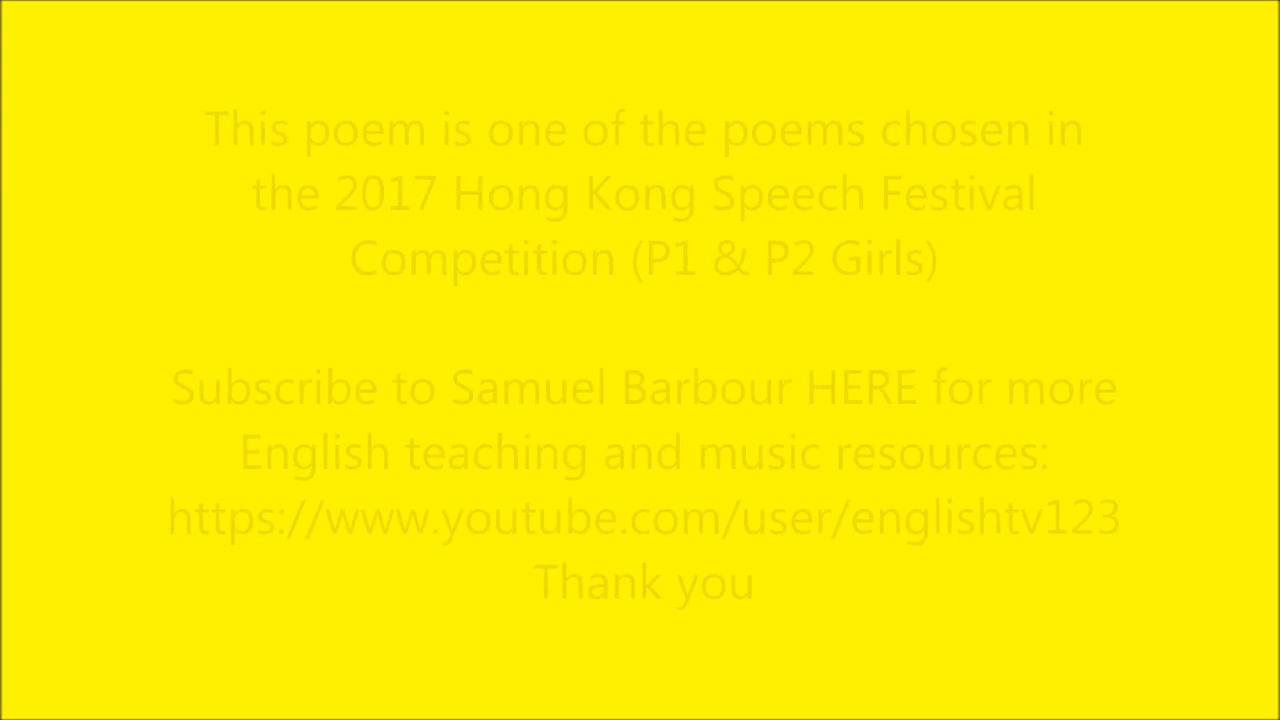 This poem is one of the poems chosen in
the 2017 Hong Kong Speech Festival
Competition (P1 & P2 Girls)
Subscribe to Samuel Barbour HERE for more
English teaching and music resources:
https://www.youtube.com/user/englishtv123
Thank you